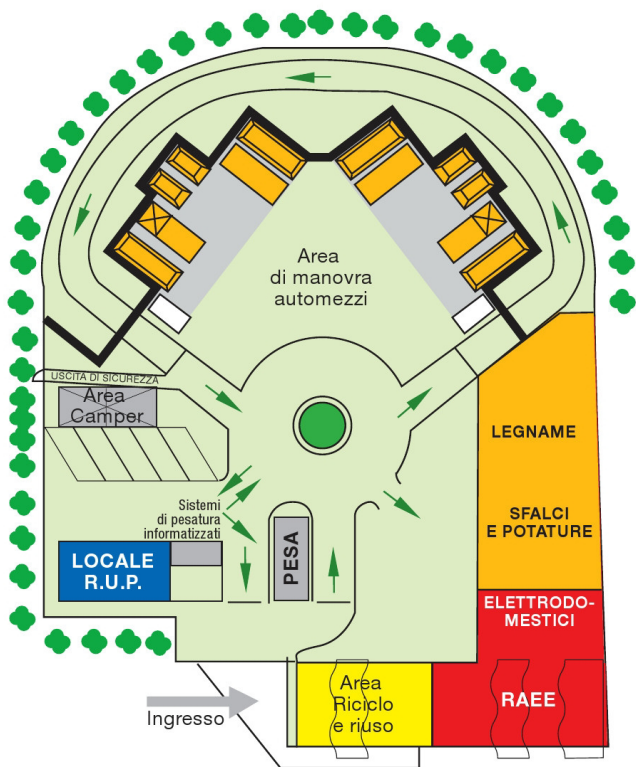 Area
di manovra
automezzi
USCITA DI SICUREZZA
Area
Camper
LEGNAME
SFALCI
E POTATURE
Sistemi
di pesatura
informatizzati
LOCALE
R.U.P.
PESA
ELETTRODO-
MESTICI
RAEE
Area
Riciclo
e riuso
Ingresso